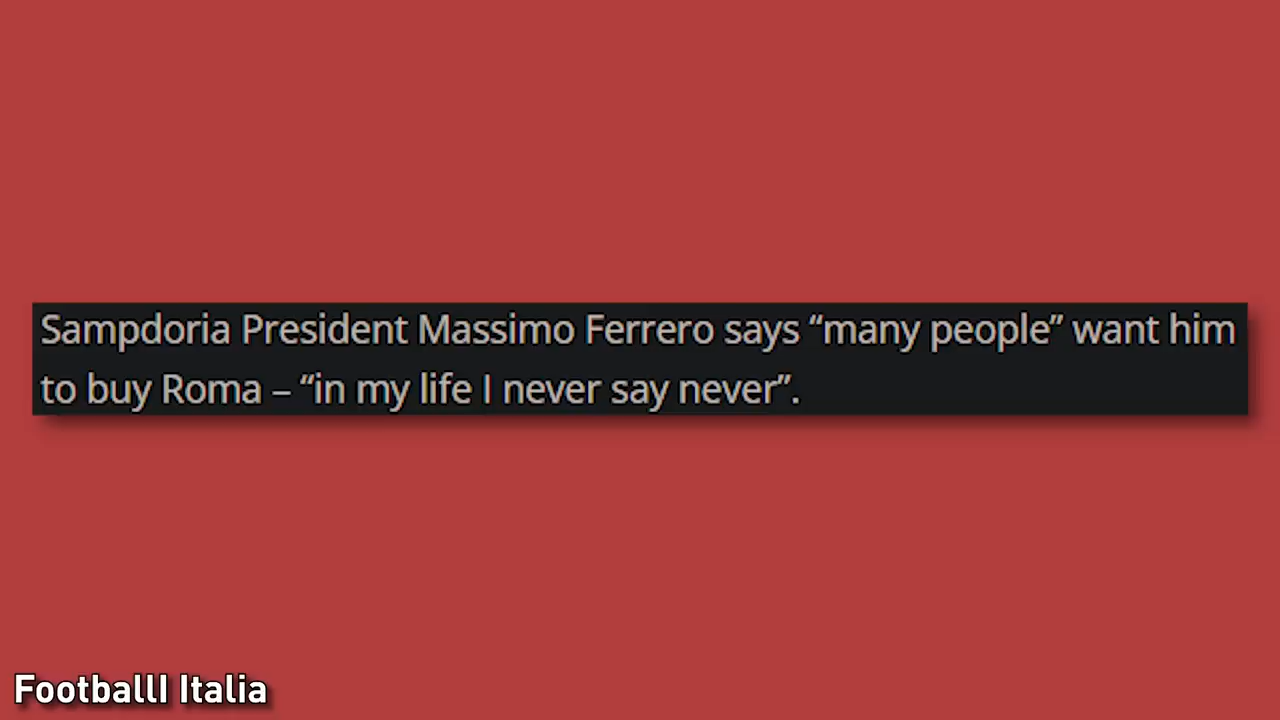 Sampdoria President Massimo Ferrero says “many people” want him
to buy Roma – “in my life I never say never”.
FootballI Italia